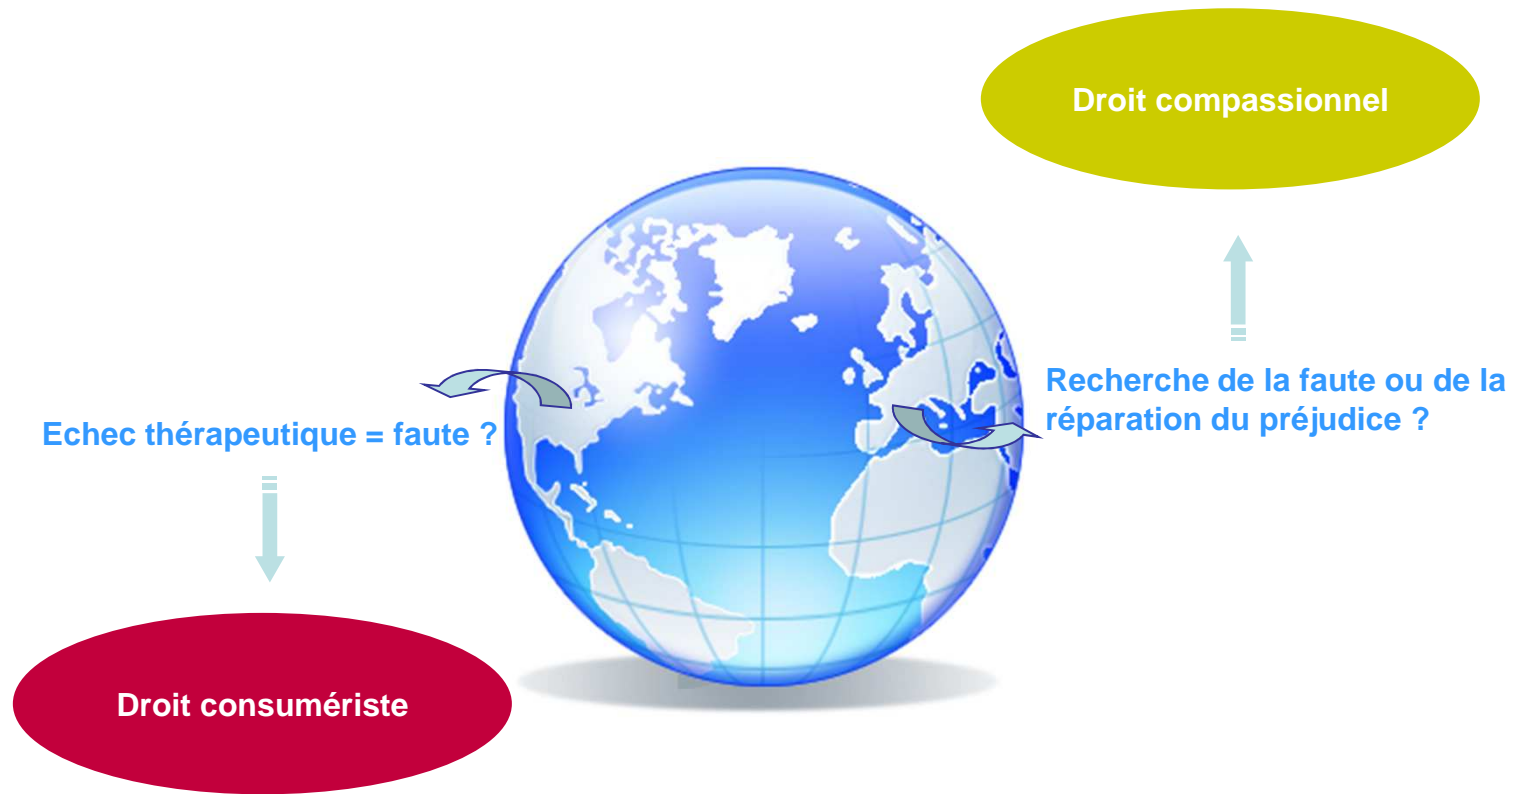 Droit compassionnel
Recherche de la faute ou de la
réparation du préjudice ?
Echec thérapeutique = faute ?
Droit consumériste